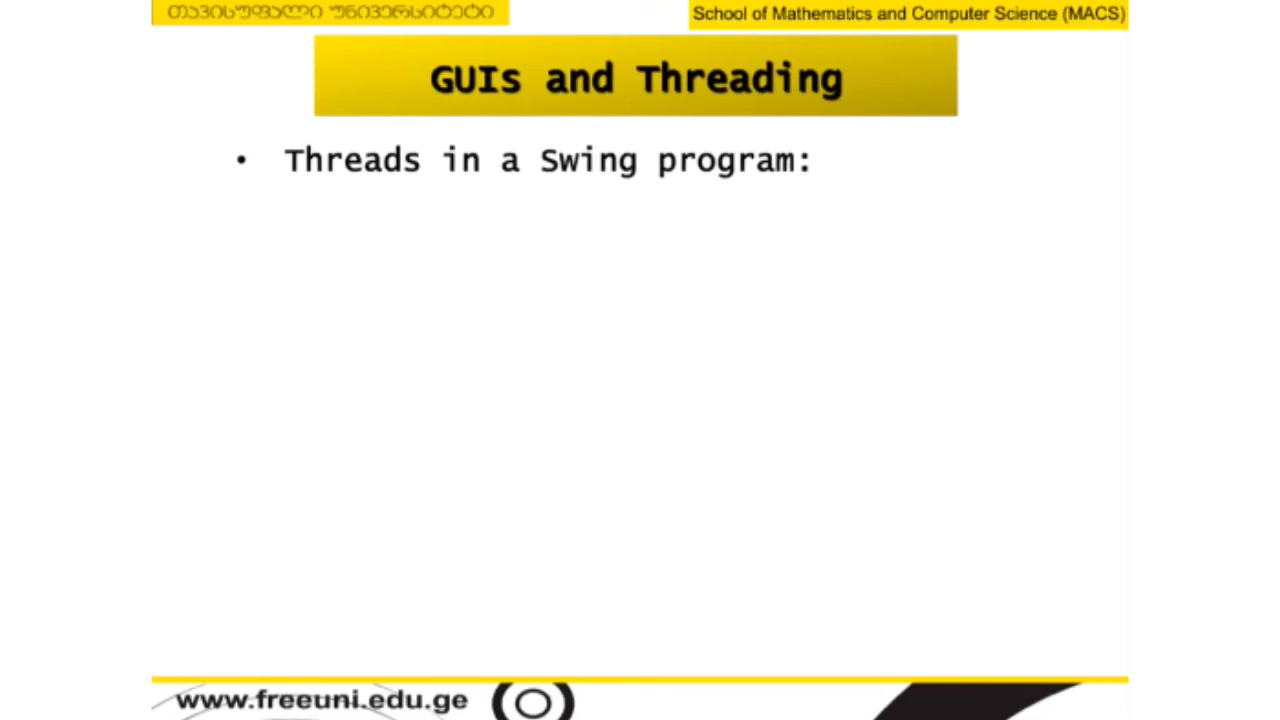 თავისუფალი უნივერსიტეტი
School of Mathematics and Computer Science (MACS)
GUIs and Threading
• Threads in a Swing program:
www.freeuni.edu.ge